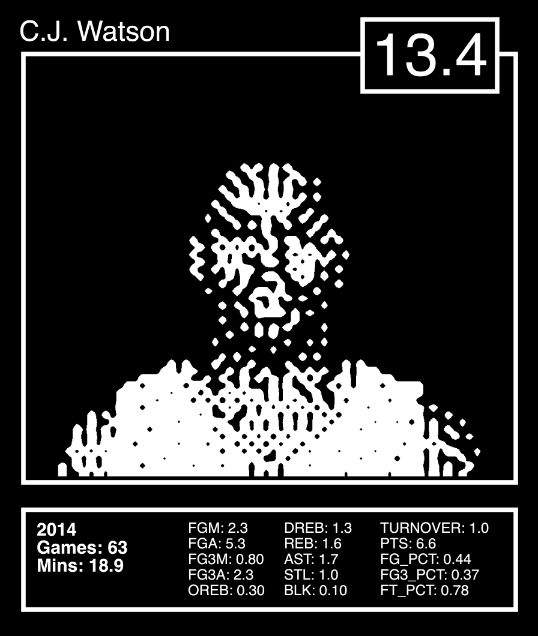 C.J. Watson
13.4
2014
Games: 63
Mins: 18.9
FGM: 2.3
FGA: 5.3
FG3M: 0.80
FG3A: 2.3
OREB: 0.30
DREB: 1.3
REB: 1.6
AST: 1.7
STL: 1.0
BLK: 0.10
TURNOVER: 1.0
PTS: 6.6
FG_PCT: 0.44
FG3_PCT: 0.37
FT_PCT: 0.78